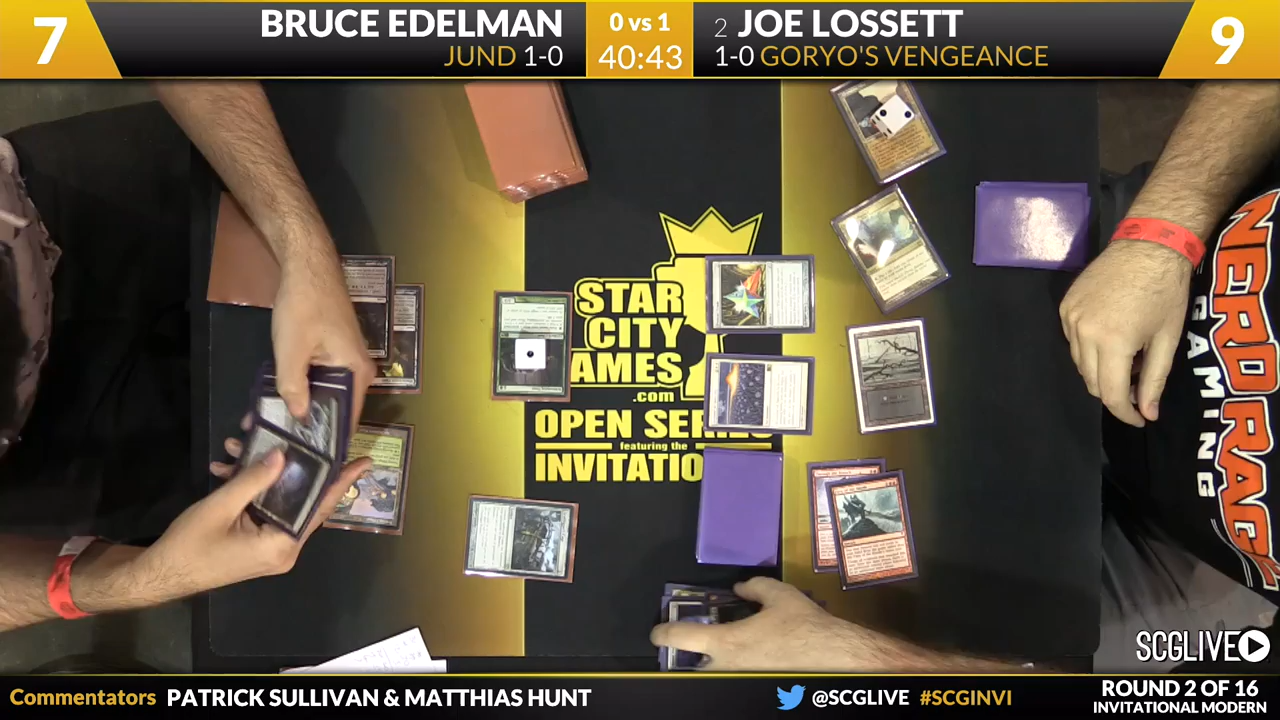 7
BRUCE EDELMAN
JUND 1-0
0 vs 1
40:43
2 JOE LOSSETT
1-0 GORYO'S VENGEANCE
9
STAR
CITY
AMES
.com
OPEN SERIES
featuring the
INVITATIO
NERD RAGE
GAMING
SCGLIVE
Commentators PATRICK SULLIVAN & MATTHIAS HUNT
@SCGLIVE #SCGINVI
ROUND 2 OF 16
INVITATIONAL MODERN